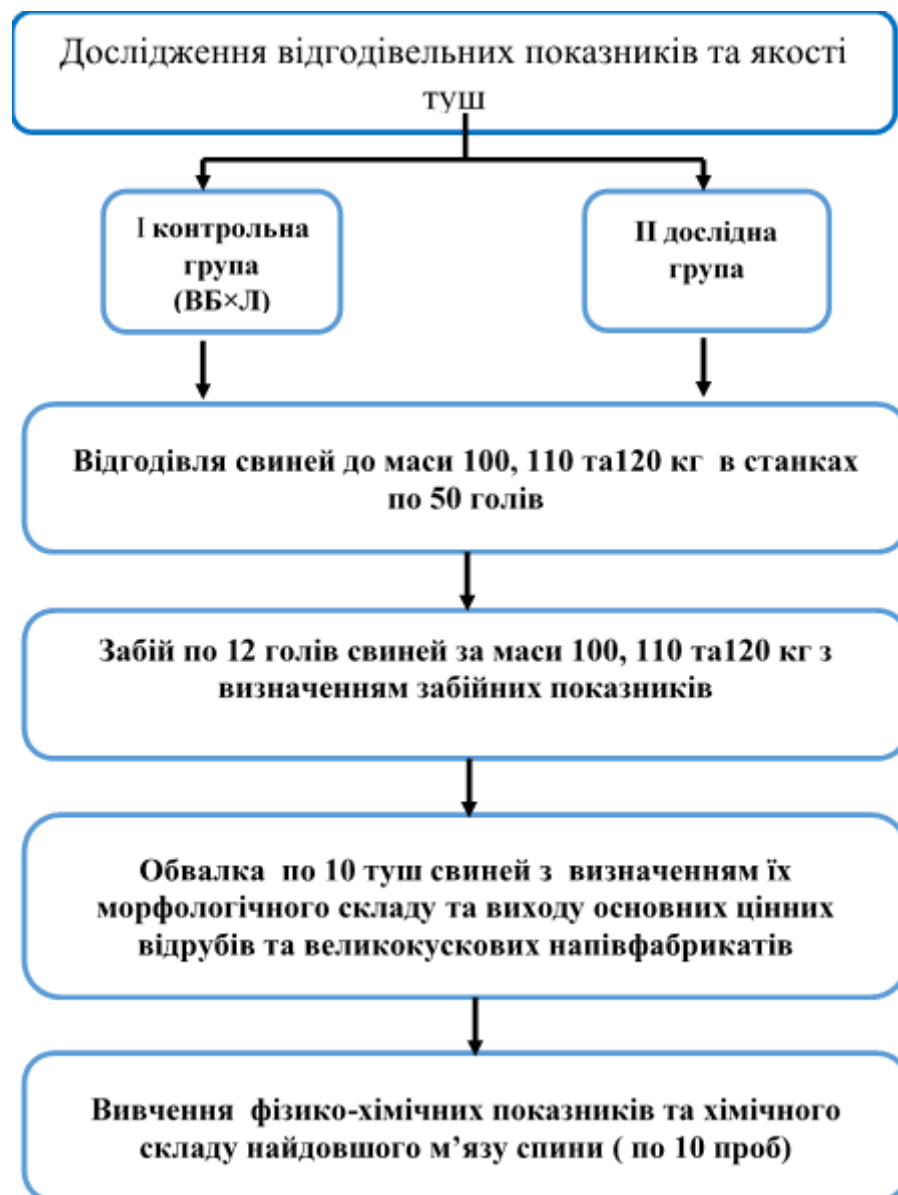 Дослідження відгодівельних показників та якості
туш
І контрольна
група
(ВБ×Л)
ІІ дослідна
група
Відгодівля свиней до маси 100, 110 та120 кг в станках
по 50 голів
Забій по 12 голів свиней за маси 100, 110 та120 кг з
визначенням забійних показників
Обвалка по 10 туш свиней з визначенням їх
морфологічного складу та виходу основних цінних
відрубів та великокускових напівфабрикатів
Вивчення фізико-хімічних показників та хімічного
складу найдовшого м’язу спини ( по 10 проб)